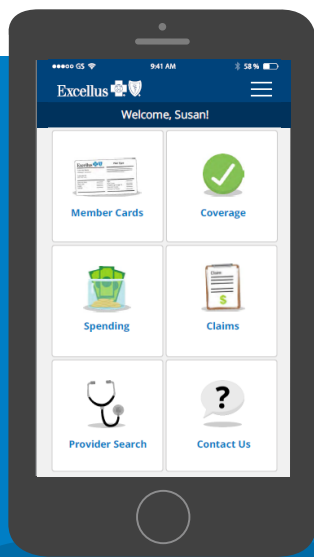 GS 9:41 AM 58%
Excellus
Welcome, Susan!
Member Cards
Coverage
Spending
Claims
Provider Search
Contact Us